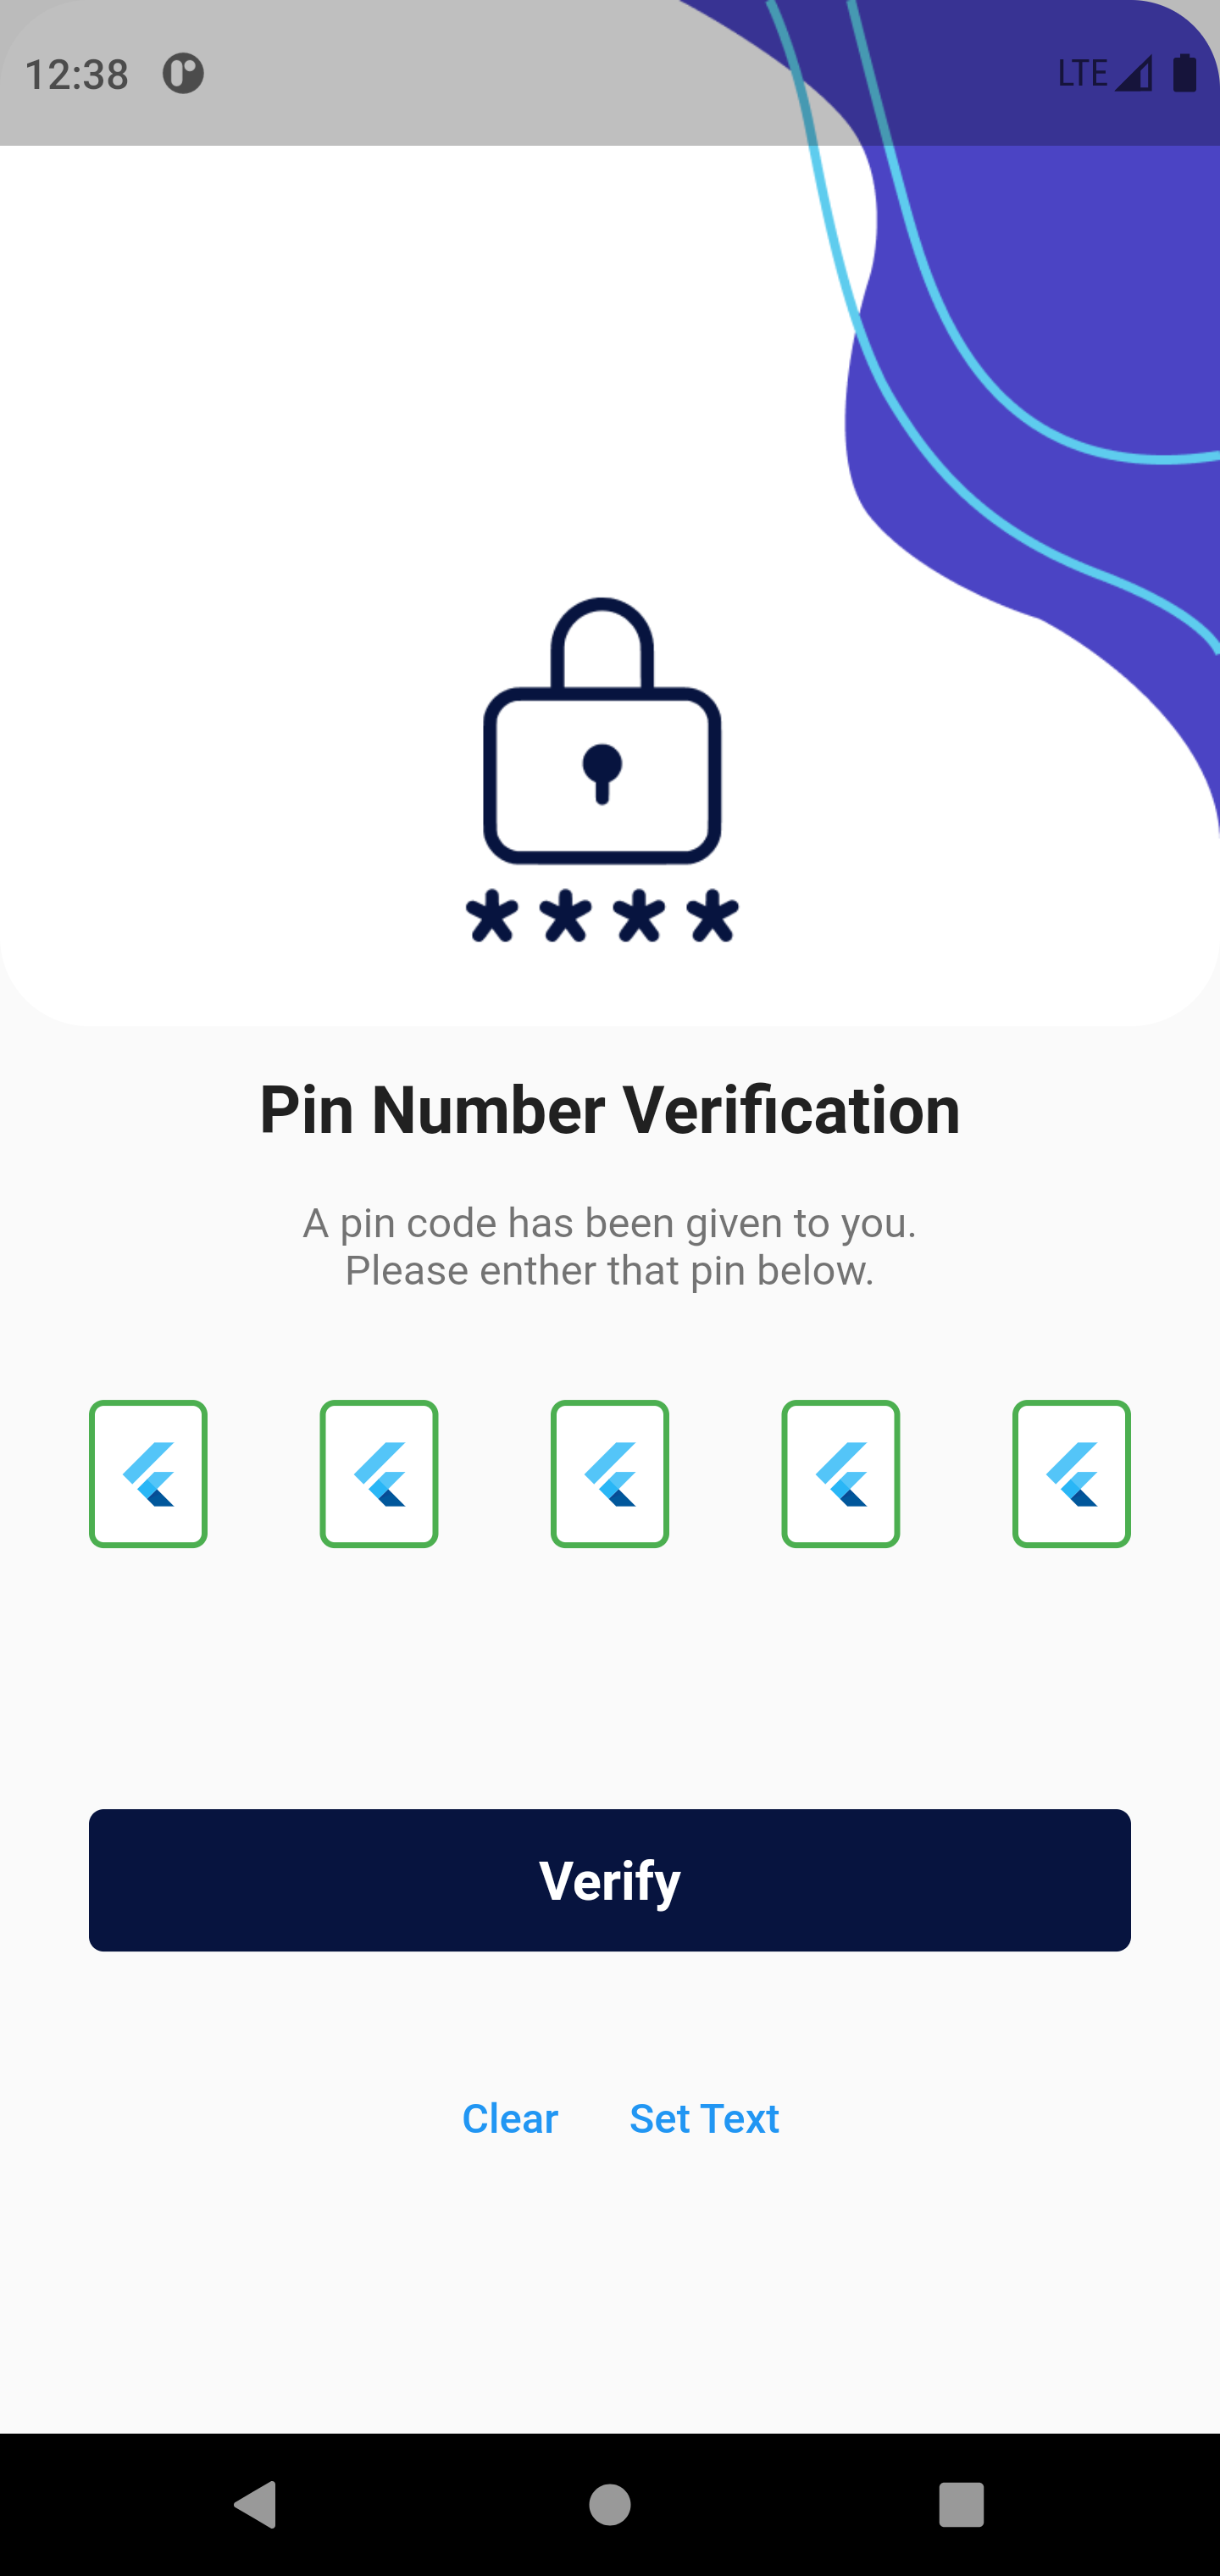 12:38
LTE
****
Pin Number Verification
A pin code has been given to you.
Please enther that pin below.
Verify
Clear Set Text